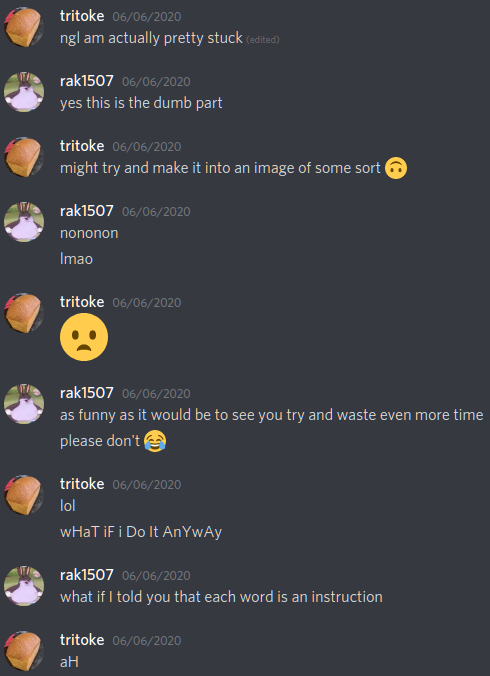 tritoke 06/06/2020
ngl am actually pretty stuck (edited)
rak1507 06/06/2020
yes this is the dumb part
tritoke 06/06/2020
might try and make it into an image of some sort 🙃
rak1507 06/06/2020
nononon
lmao
tritoke 06/06/2020
😦
rak1507 06/06/2020
as funny as it would be to see you try and waste even more time
please don't 😂
tritoke 06/06/2020
lol
wHaT iF i Do It AnYwAy
rak1507 06/06/2020
what if I told you that each word is an instruction
tritoke 06/06/2020
aH